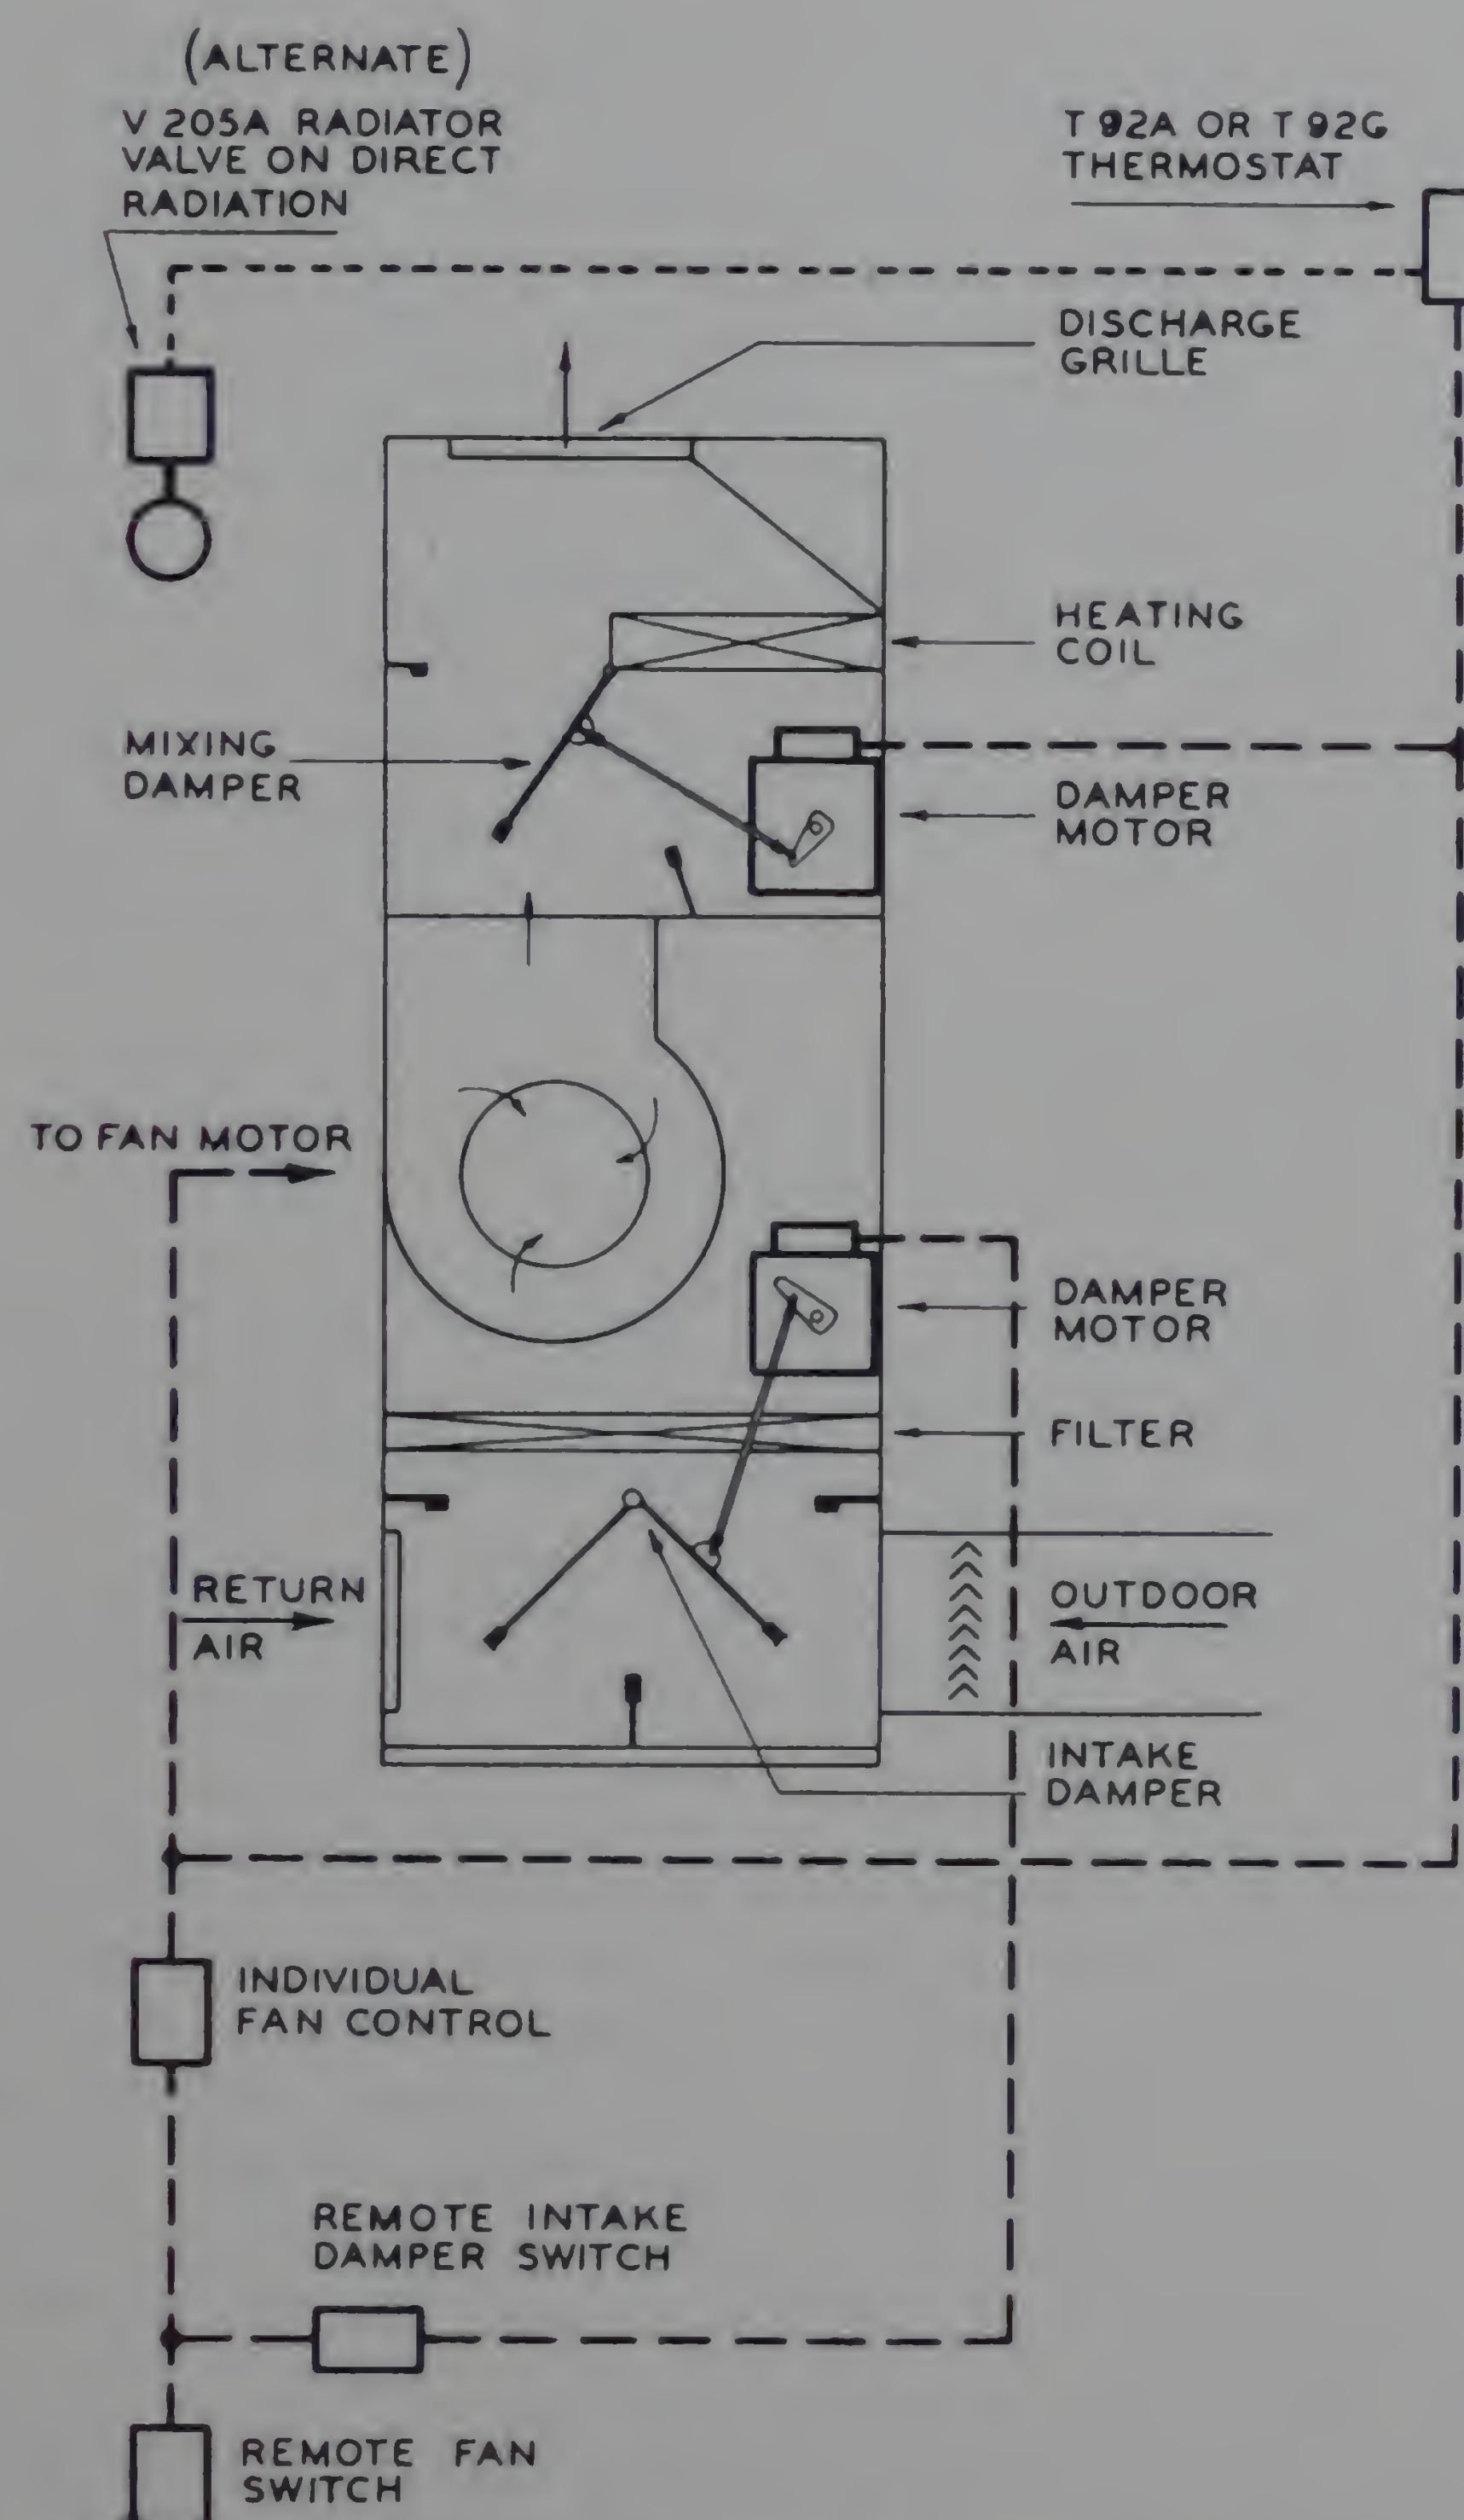 (ALTERNATE)
V 205A RADIATOR
VALVE ON DIRECT
RADIATION
T 92A OR T 92G
THERMOSTAT
DISCHARGE
GRILLE
HEATING
COIL
MIXING
DAMPER
DAMPER
MOTOR
TO FAN MOTOR
DAMPER
MOTOR
FILTER
RETURN
AIR
OUTDOOR
AIR
INTAKE
DAMPER
INDIVIDUAL
FAN CONTROL
REMOTE INTAKE
DAMPER SWITCH
REMOTE FAN
SWITCH